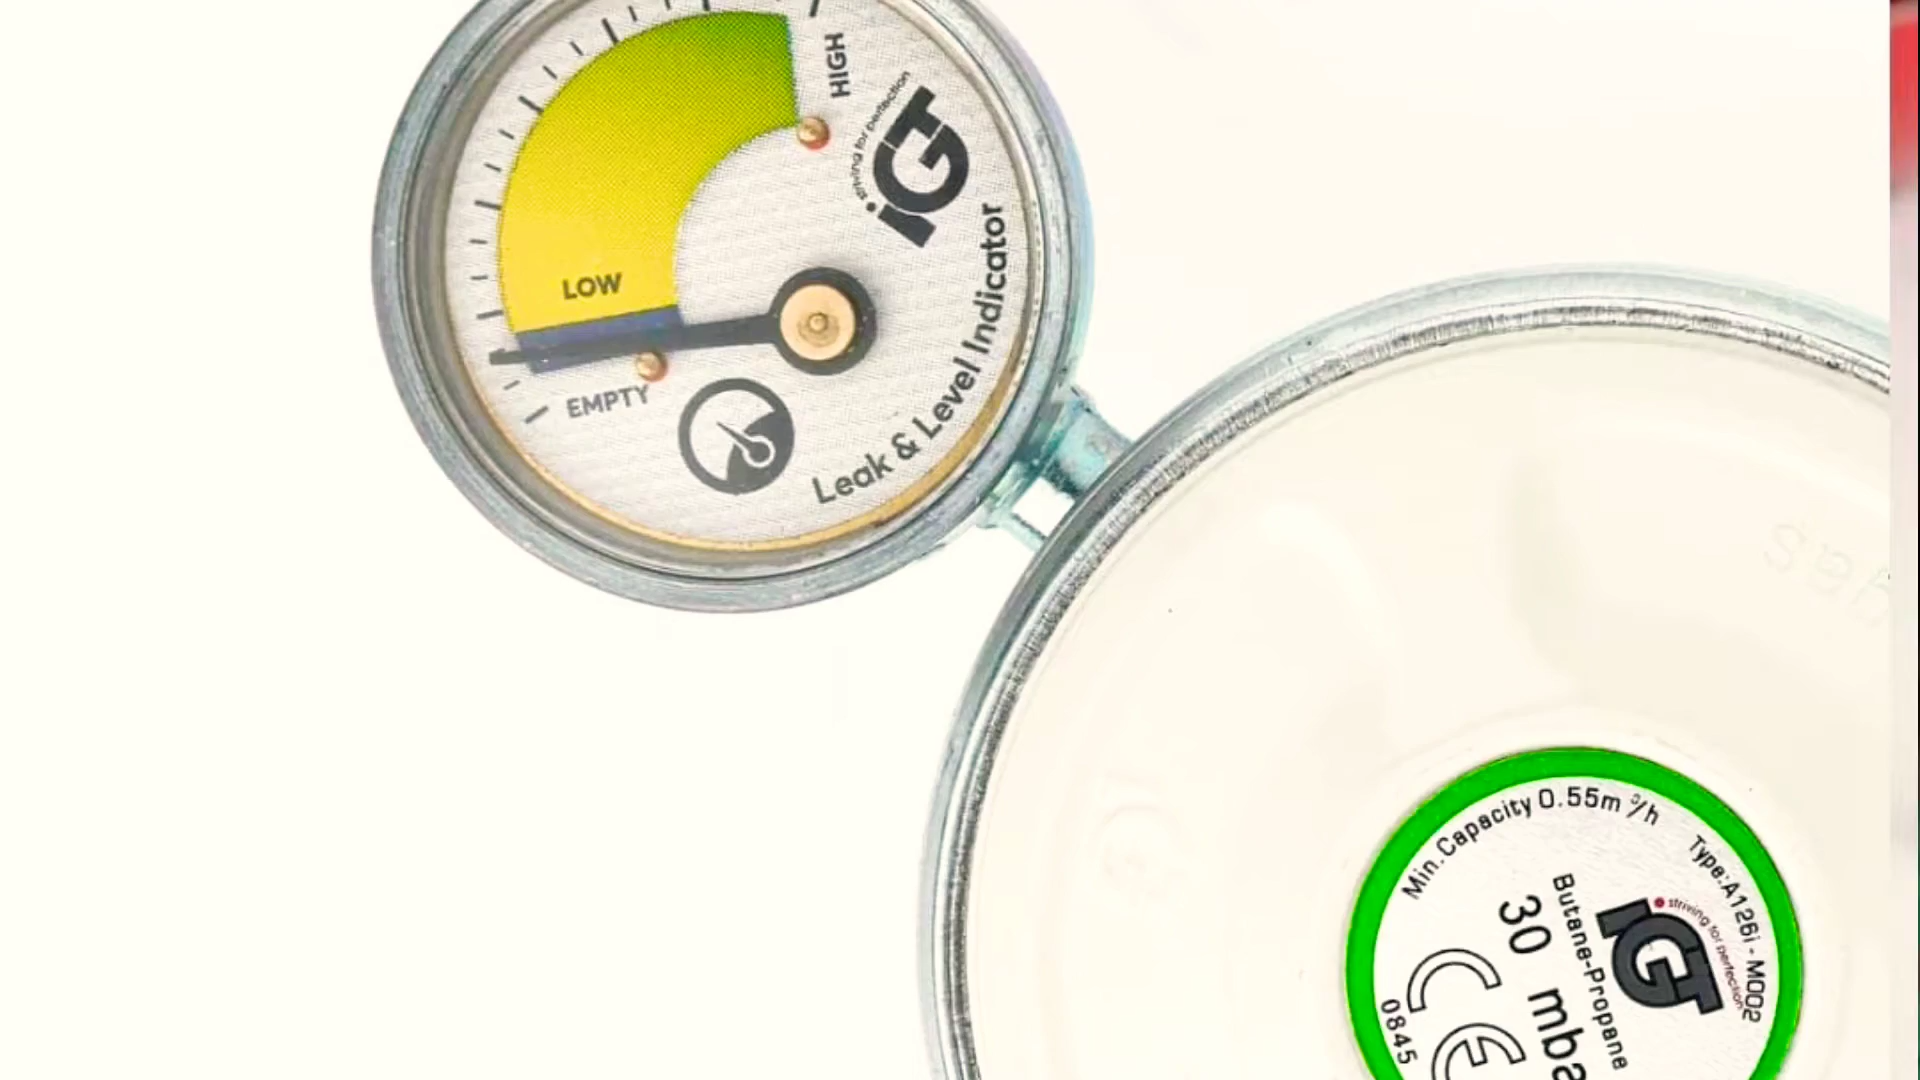 HIGH
striving for perfection
iGT
LOW
EMPTY
Leak & Level Indicator
Min.Capacity 0.55m³/h
Type:A126i - M002
striving for perfection
iGT
Butane-Propane
30 mba
CE
0845